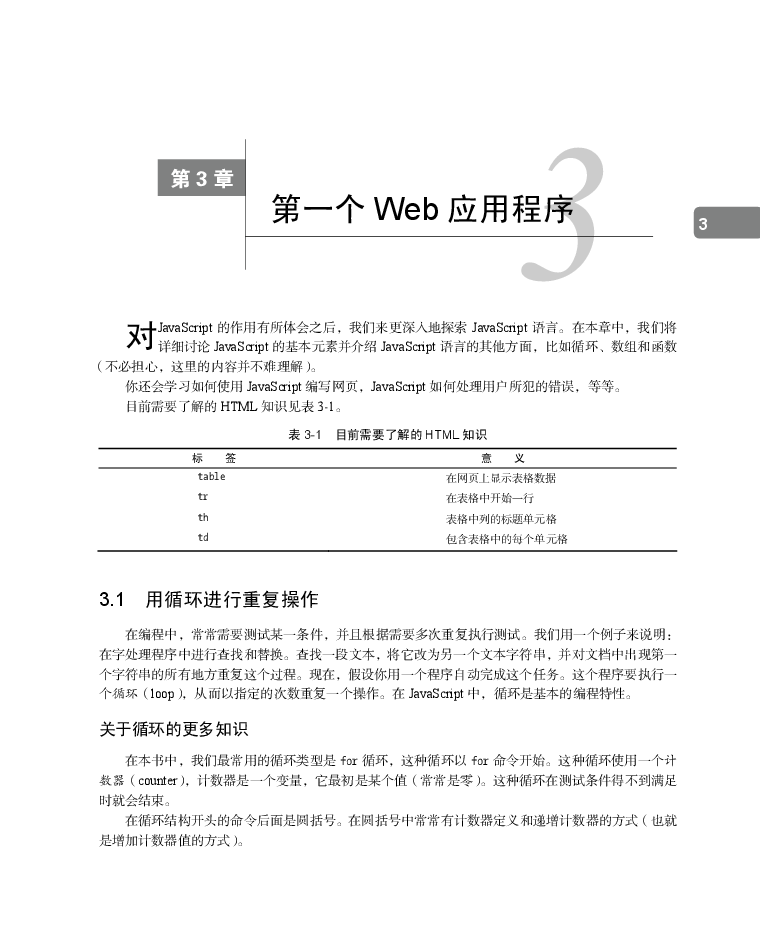 第 3 章
3
第一个 Web 应用程序
3
对JavaScript 的作用有所体会之后，我们来更深入地探索 JavaScript 语言。在本章中，我们将
详细讨论 JavaScript 的基本元素并介绍 JavaScript 语言的其他方面，比如循环、数组和函数
（不必担心，这里的内容并不难理解）。
你还会学习如何使用 JavaScript 编写网页，JavaScript 如何处理用户所犯的错误，等等。
目前需要了解的 HTML 知识见表 3-1。
表 3-1 目前需要了解的 HTML 知识
标 签 意 义
table 在网页上显示表格数据
tr 在表格中开始一行
th 表格中列的标题单元格
td 包含表格中的每个单元格
3.1 用循环进行重复操作
在编程中，常常需要测试某一条件，并且根据需要多次重复执行测试。我们用一个例子来说明：
在字处理程序中进行查找和替换。查找一段文本，将它改为另一个文本字符串，并对文档中出现第一
个字符串的所有地方重复这个过程。现在，假设你用一个程序自动完成这个任务。这个程序要执行一
个循环（loop），从而以指定的次数重复一个操作。在 JavaScript 中，循环是基本的编程特性。
关于循环的更多知识
在本书中，我们最常用的循环类型是 for 循环，这种循环以 for 命令开始。这种循环使用一个计
数器（counter），计数器是一个变量，它最初是某个值（常常是零）。这种循环在测试条件得不到满足
时就会结束。
在循环结构开头的命令后面是圆括号。在圆括号中常常有计数器定义和递增计数器的方式（也就
是增加计数器值的方式）。